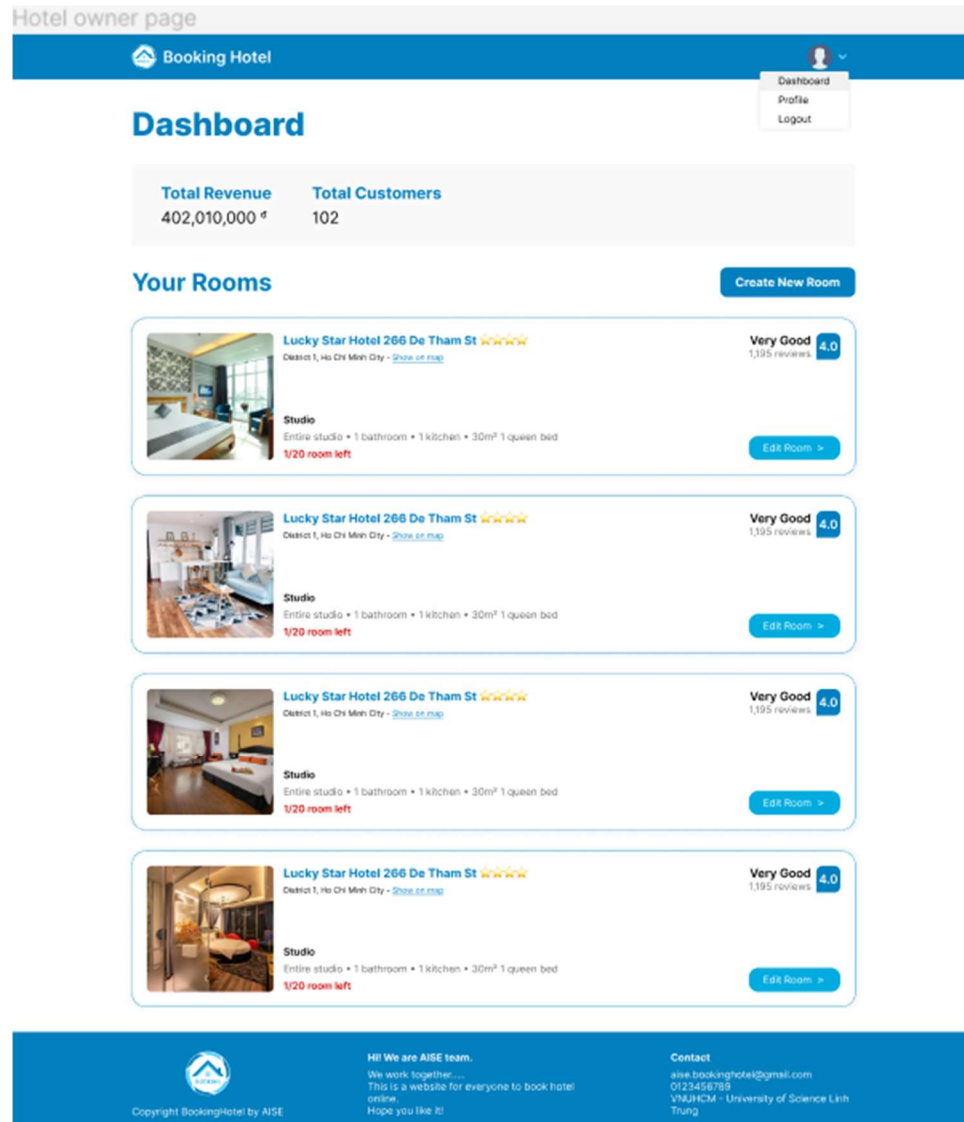 Hotel owner page
Booking Hotel
Dashboard
Profile
Logout
Dashboard
Total Revenue
Total Customers
402,010,000 đ
102
Your Rooms
Create New Room
Lucky Star Hotel 266 De Tham St
District 1, Ho Chi Minh City - Show on map
Very Good
1,195 reviews
4.0
Studio
Entire studio • 1 bathroom • 1 kitchen • 30m² 1 queen bed
1/20 room left
Edit Room >
Lucky Star Hotel 266 De Tham St
District 1, Ho Chi Minh City - Show on map
Very Good
1,195 reviews
4.0
Studio
Entire studio • 1 bathroom • 1 kitchen • 30m² 1 queen bed
1/20 room left
Edit Room >
Lucky Star Hotel 266 De Tham St
District 1, Ho Chi Minh City - Show on map
Very Good
1,195 reviews
4.0
Studio
Entire studio • 1 bathroom • 1 kitchen • 30m² 1 queen bed
1/20 room left
Edit Room >
Lucky Star Hotel 266 De Tham St
District 1, Ho Chi Minh City - Show on map
Very Good
1,195 reviews
4.0
Studio
Entire studio • 1 bathroom • 1 kitchen • 30m² 1 queen bed
1/20 room left
Edit Room >
BOOKING
Copyright BookingHotel by AISE
Hi! We are AISE team.
We work together.....
This is a website for everyone to book hotel
online.
Hope you like it!
Contact
aise.bookinghotel@gmail.com
0123456789
VNUHCM - University of Science Linh
Trung